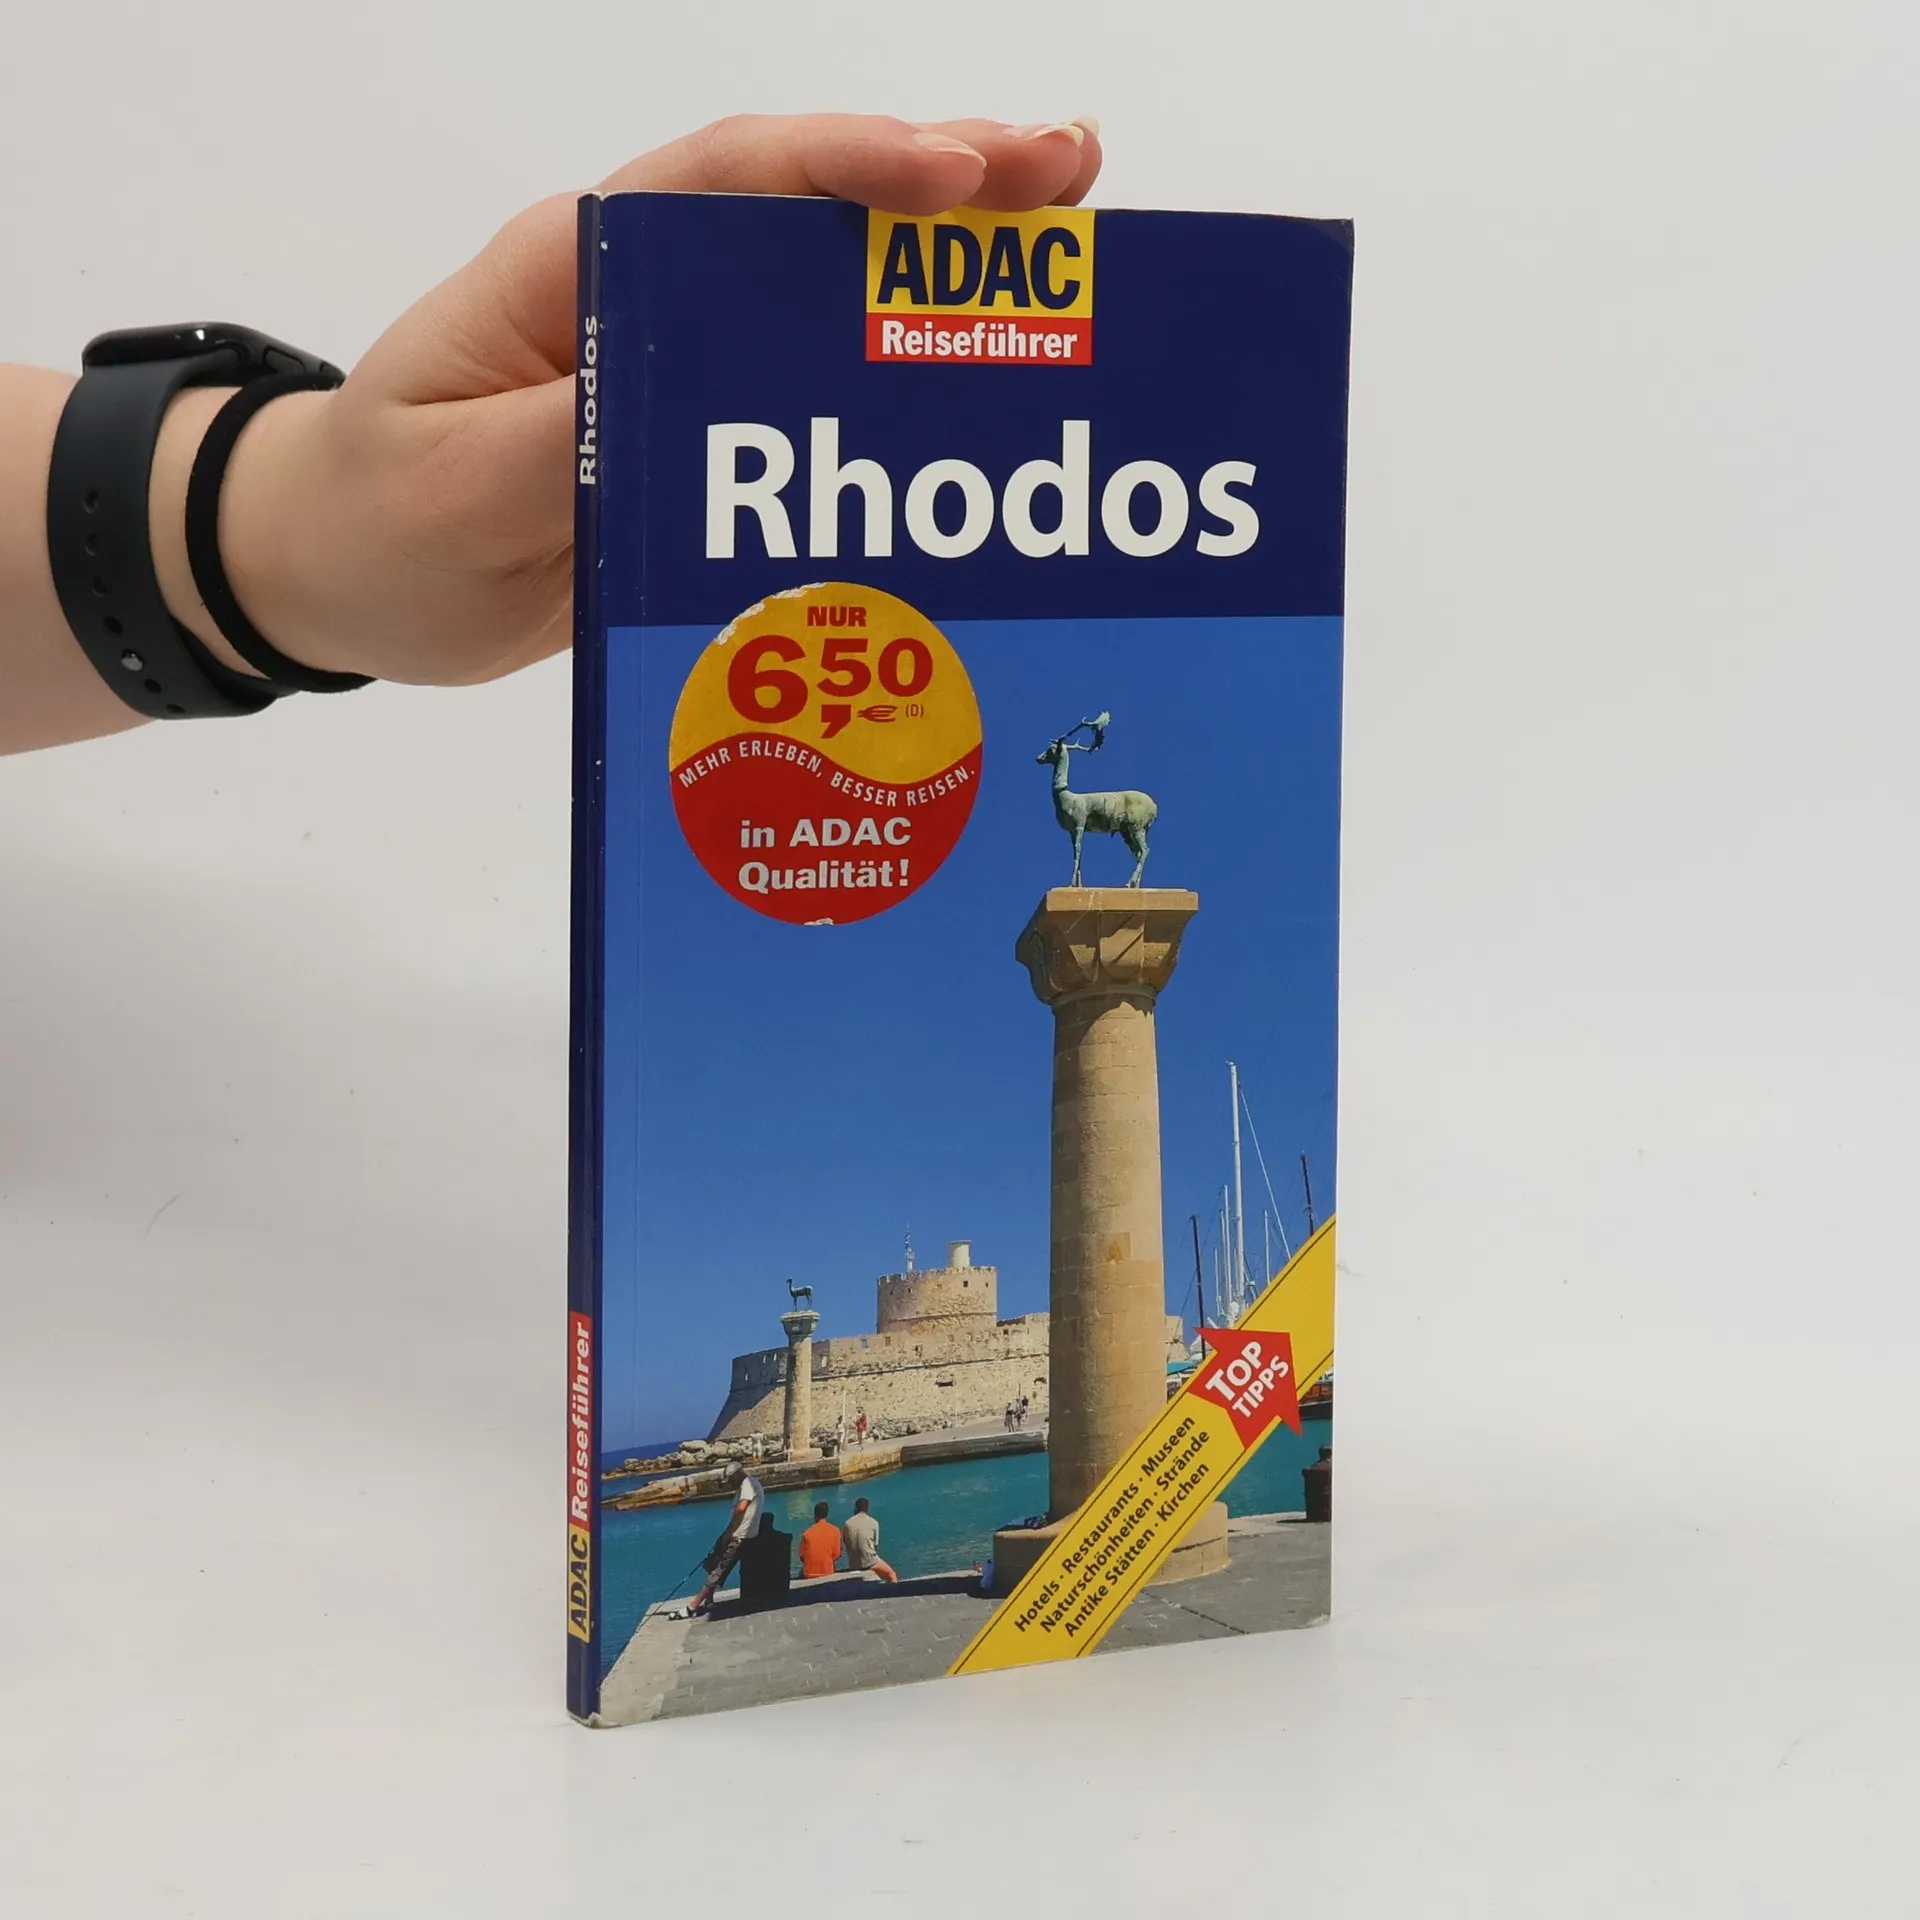 ADAC
Reiseführer
Rhodos
NUR
6,50 € (D)
MEHR ERLEBEN, BESSER REISEN.
in ADAC
Qualität!
TOP
TIPPS
Hotels · Restaurants · Museen
Naturschönheiten · Strände
Antike Stätten · Kirchen
Rhodos
ADAC Reiseführer